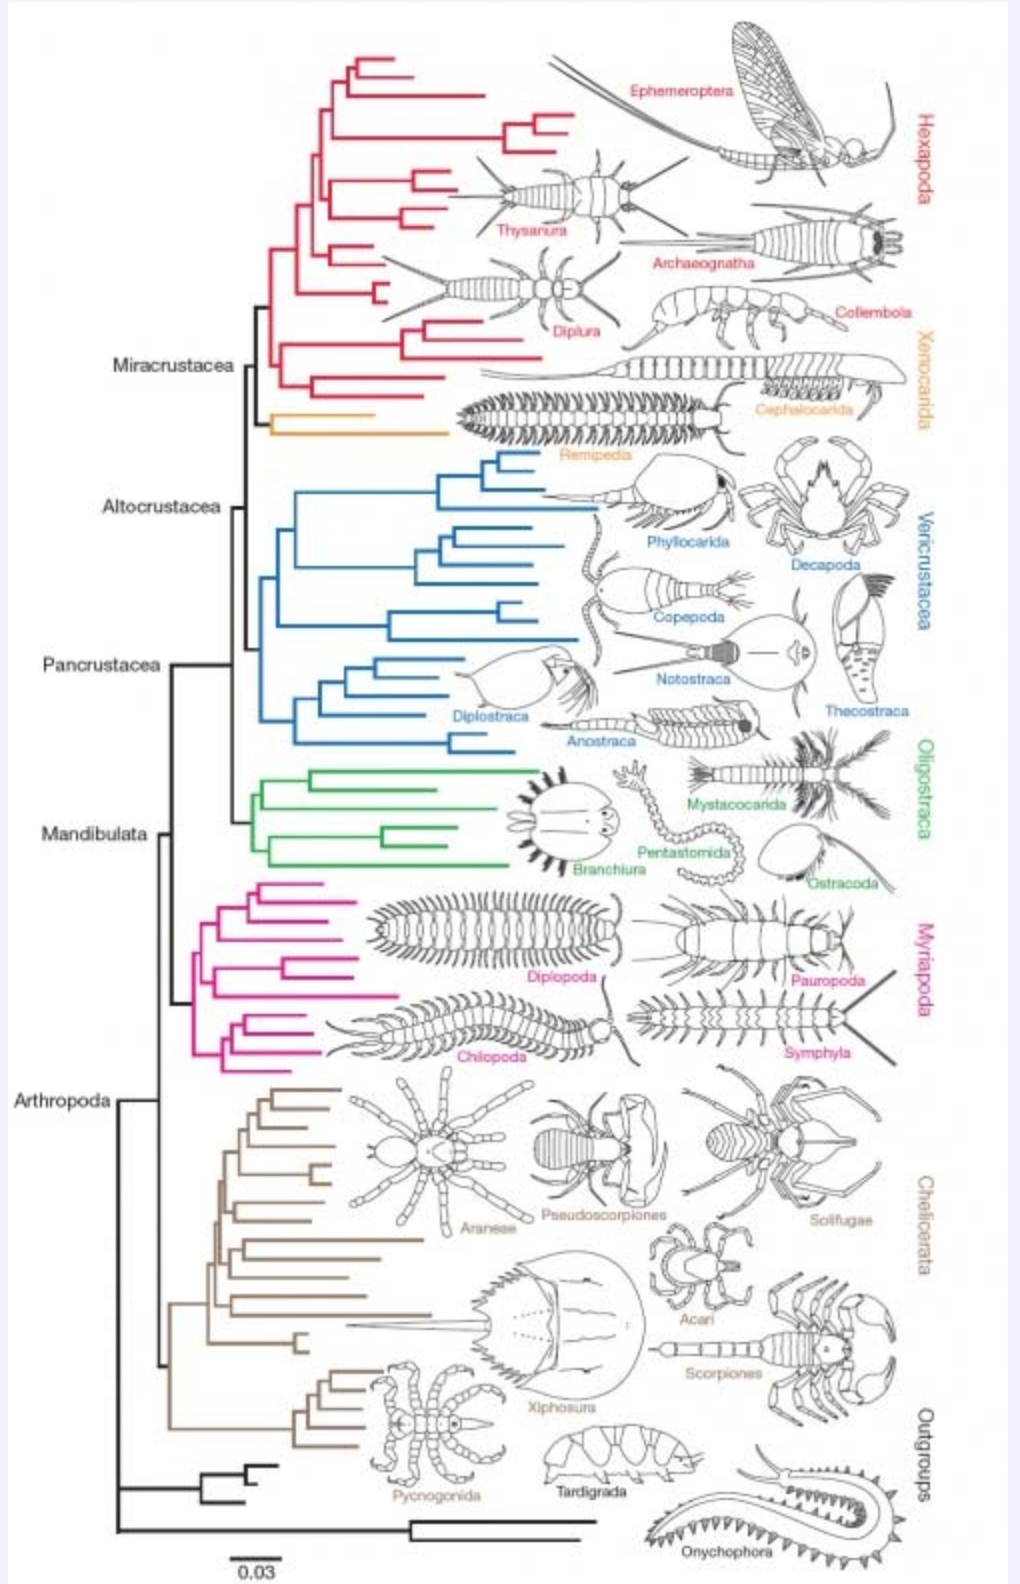 Ephemeroptera
Hexapoda
Thysanura
Archaeognatha
Collembola
Diplura
Miracrustacea
Xenocarida
Cephalocarida
Remipedia
Altocrustacea
Phyllocarida
Decapoda
Vericrustacea
Copepoda
Pancrustacea
Notostraca
Diplostraca
Thecostraca
Anostraca
Oligostraca
Mystacocarida
Mandibulata
Pentastomida
Branchiura
Ostracoda
Myriapoda
Diplopoda
Pauropoda
Chilopoda
Symphyla
Arthropoda
Chelicerata
Araneae
Pseudoscorpiones
Solifugae
Acari
Scorpiones
Xiphosura
Outgroups
Pycnogonida
Tardigrada
Onychophora
0.03